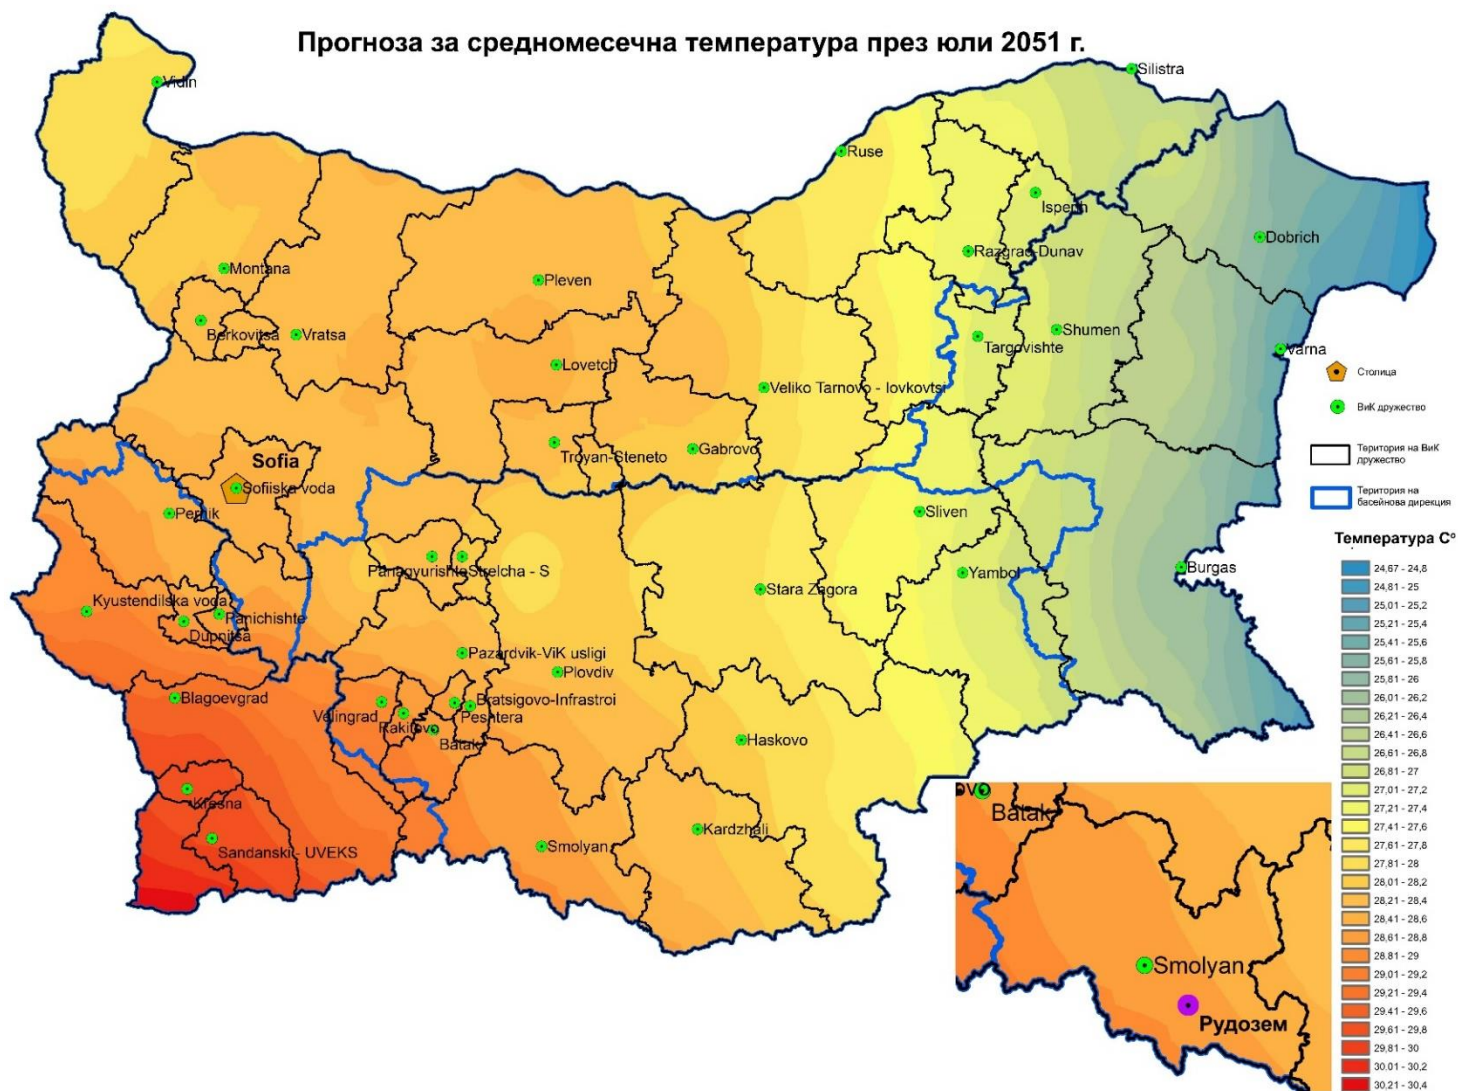 Прогноза за средномесечна температура през юли 2051 г.
Silistra
Vidin
Ruse
Isperih
Dobrich
Razgrad-Dunav
Montana
Pleven
Berkovitsa
Vratsa
Shumen
Targovishte
Varna
Lovetch
Veliko Tarnovo - Iovkovtsi
Troyan-Steneto
Gabrovo
Sofia
Sofiiska voda
Pernik
Sliven
Panagyurishte
Strelcha - S
Yambol
Burgas
Stara Zagora
Kyustendilska voda
Panichishte
Dupnitsa
Pazardvik-ViK usligi
Plovdiv
Blagoevgrad
Velingrad
Bratsigovo-Infrastroi
Peshtera
Rakitovo
Batak
Haskovo
Kresna
Sandanski - UVEKS
Smolyan
Kardzhali
Столица
ВиК дружество
Територия на ВиК
дружество
Територия на
басейнова дирекция
Температура C°
24,67 - 24,8
24,81 - 25
25,01 - 25,2
25,21 - 25,4
25,41 - 25,6
25,61 - 25,8
25,81 - 26
26,01 - 26,2
26,21 - 26,4
26,41 - 26,6
26,61 - 26,8
26,81 - 27
27,01 - 27,2
27,21 - 27,4
27,41 - 27,6
27,61 - 27,8
27,81 - 28
28,01 - 28,2
28,21 - 28,4
28,41 - 28,6
28,61 - 28,8
28,81 - 29
29,01 - 29,2
29,21 - 29,4
29,41 - 29,6
29,61 - 29,8
29,81 - 30
30,01 - 30,2
30,21 - 30,4
Batak
Smolyan
Рудозем